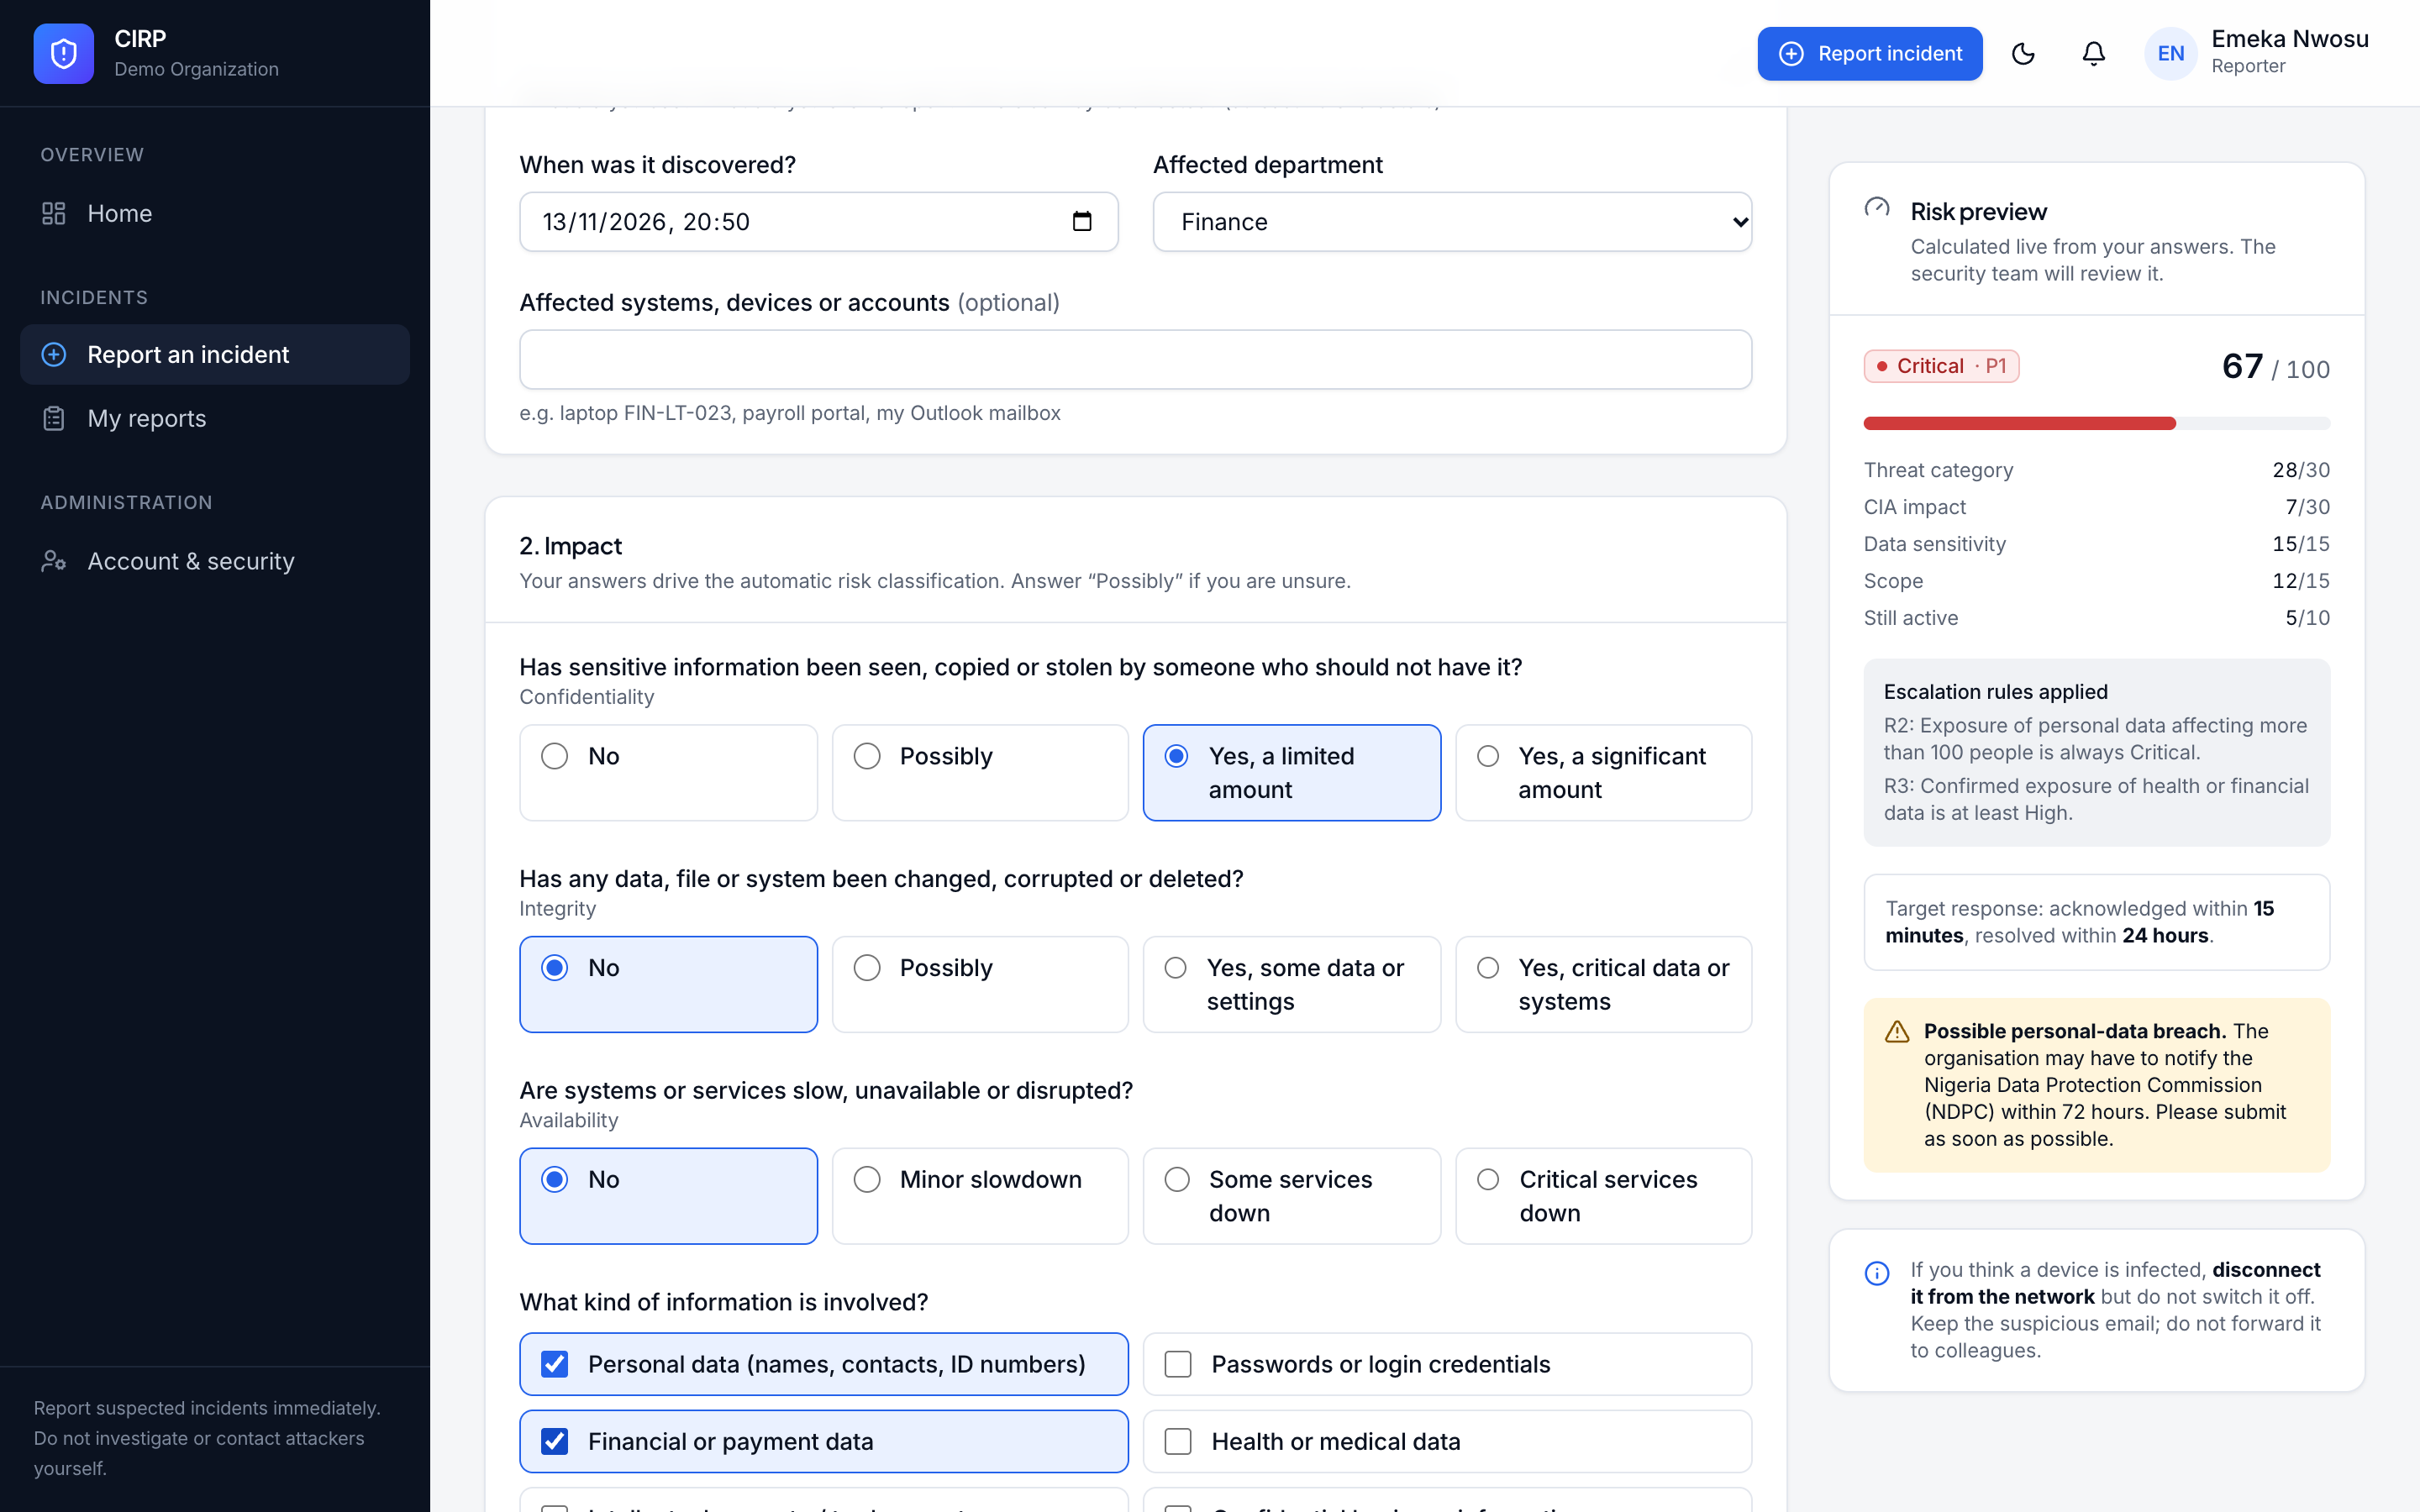 CIRP
Demo Organization
OVERVIEW
Home
INCIDENTS
Report an incident
My reports
ADMINISTRATION
Account & security
Report suspected incidents immediately.
Do not investigate or contact attackers
yourself.
Report incident
EN
Emeka Nwosu
Reporter
When was it discovered?
13/11/2026, 20:50
Affected department
Finance
Affected systems, devices or accounts (optional)
e.g. laptop FIN-LT-023, payroll portal, my Outlook mailbox
2. Impact
Your answers drive the automatic risk classification. Answer “Possibly” if you are unsure.
Has sensitive information been seen, copied or stolen by someone who should not have it?
Confidentiality
No
Possibly
Yes, a limited
amount
Yes, a significant
amount
Has any data, file or system been changed, corrupted or deleted?
Integrity
No
Possibly
Yes, some data or
settings
Yes, critical data or
systems
Are systems or services slow, unavailable or disrupted?
Availability
No
Minor slowdown
Some services
down
Critical services
down
What kind of information is involved?
Personal data (names, contacts, ID numbers)
Passwords or login credentials
Financial or payment data
Health or medical data
Risk preview
Calculated live from your answers. The
security team will review it.
Critical · P1
67 / 100
Threat category 28/30
CIA impact 7/30
Data sensitivity 15/15
Scope 12/15
Still active 5/10
Escalation rules applied
R2: Exposure of personal data affecting more
than 100 people is always Critical.
R3: Confirmed exposure of health or financial
data is at least High.
Target response: acknowledged within 15
minutes, resolved within 24 hours.
Possible personal-data breach. The
organisation may have to notify the
Nigeria Data Protection Commission
(NDPC) within 72 hours. Please submit
as soon as possible.
If you think a device is infected, disconnect
it from the network but do not switch it off.
Keep the suspicious email; do not forward it
to colleagues.